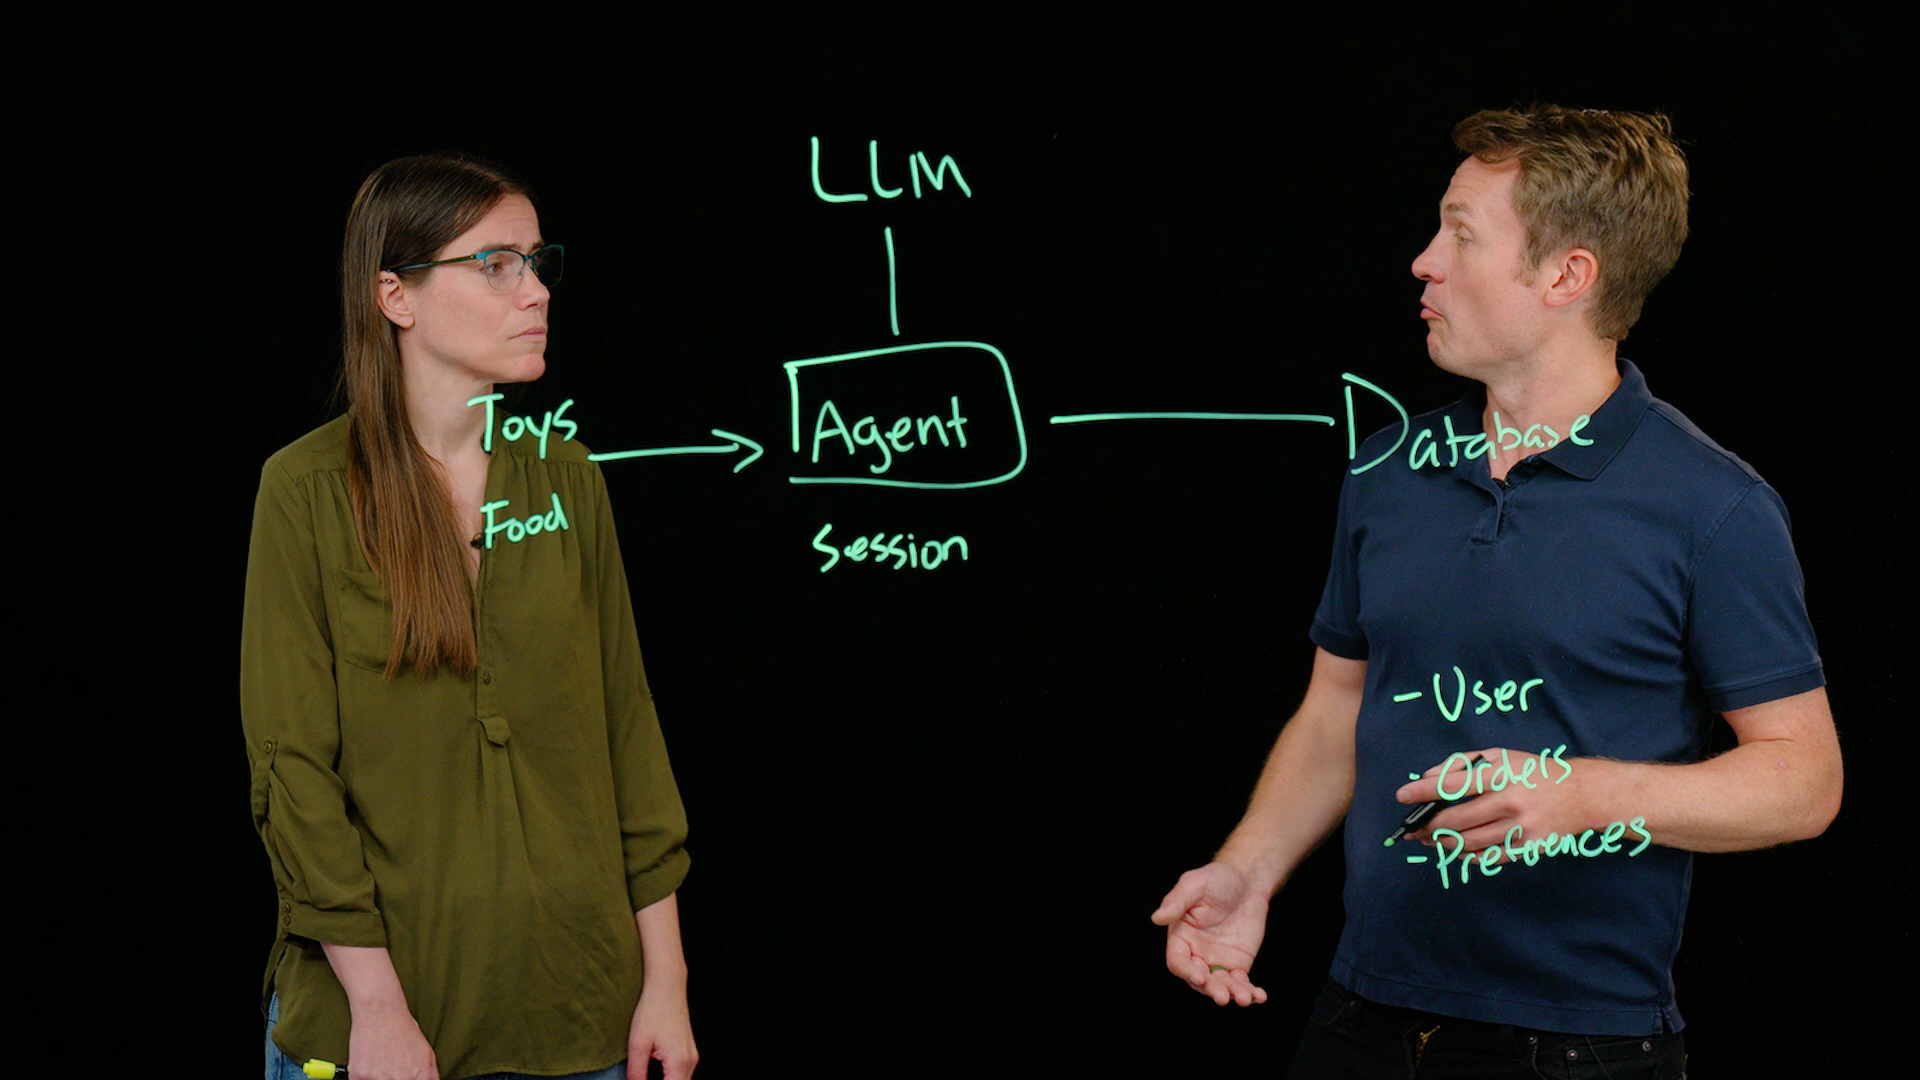 LLM
Toys
Food
Agent
Session
Database
- User
- Orders
- Preferences